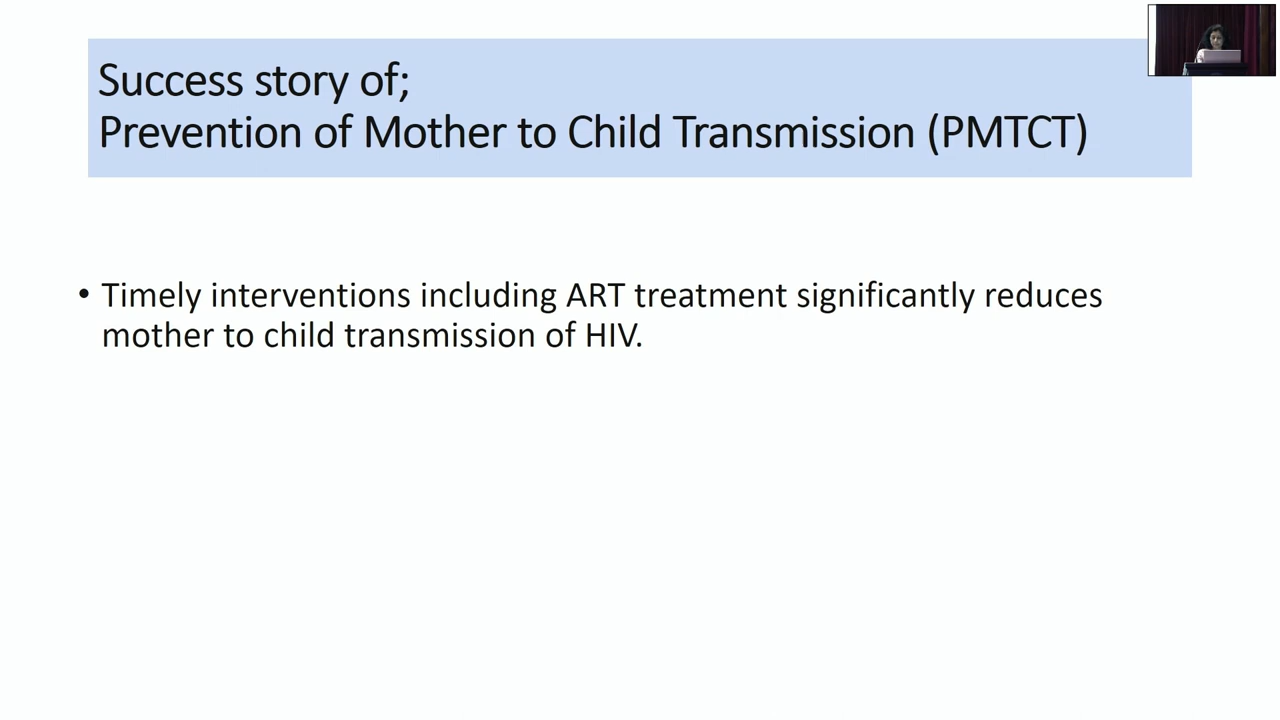 Success story of;
Prevention of Mother to Child Transmission (PMTCT)
• Timely interventions including ART treatment significantly reduces
mother to child transmission of HIV.